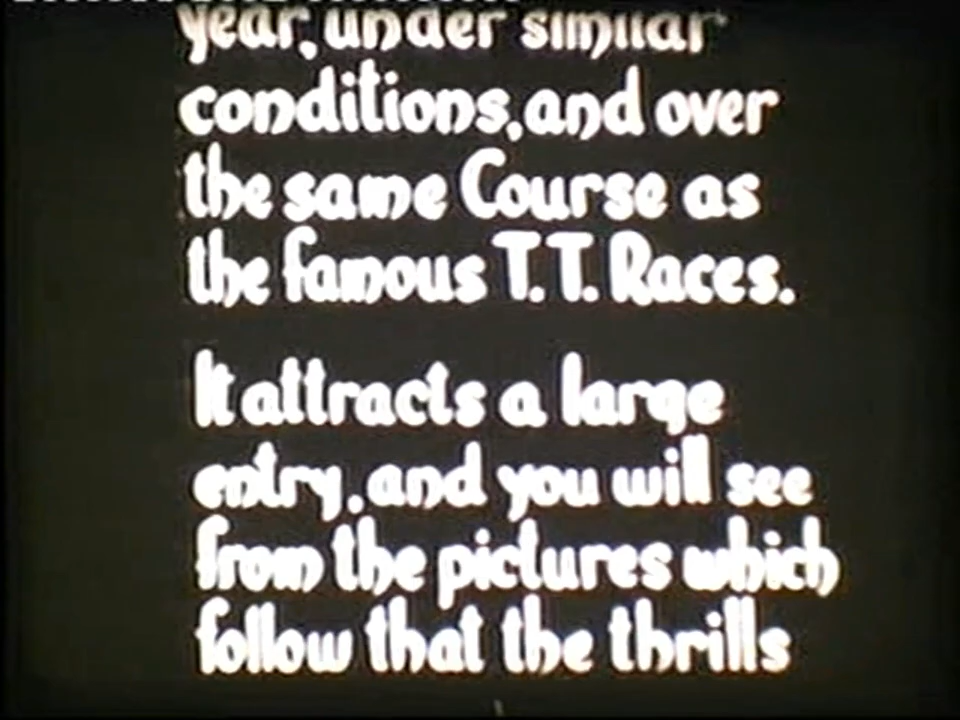 year, under similar
conditions, and over
the same Course as
the famous T.T. Races.
It attracts a large
entry, and you will see
from the pictures which
follow that the thrills